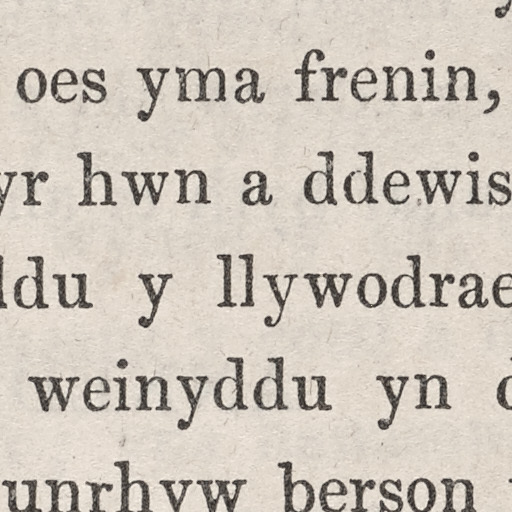 oes yma frenin,
yr hwn a ddewis
ddu y llywodrae
weinyddu yn
unrhyw berson